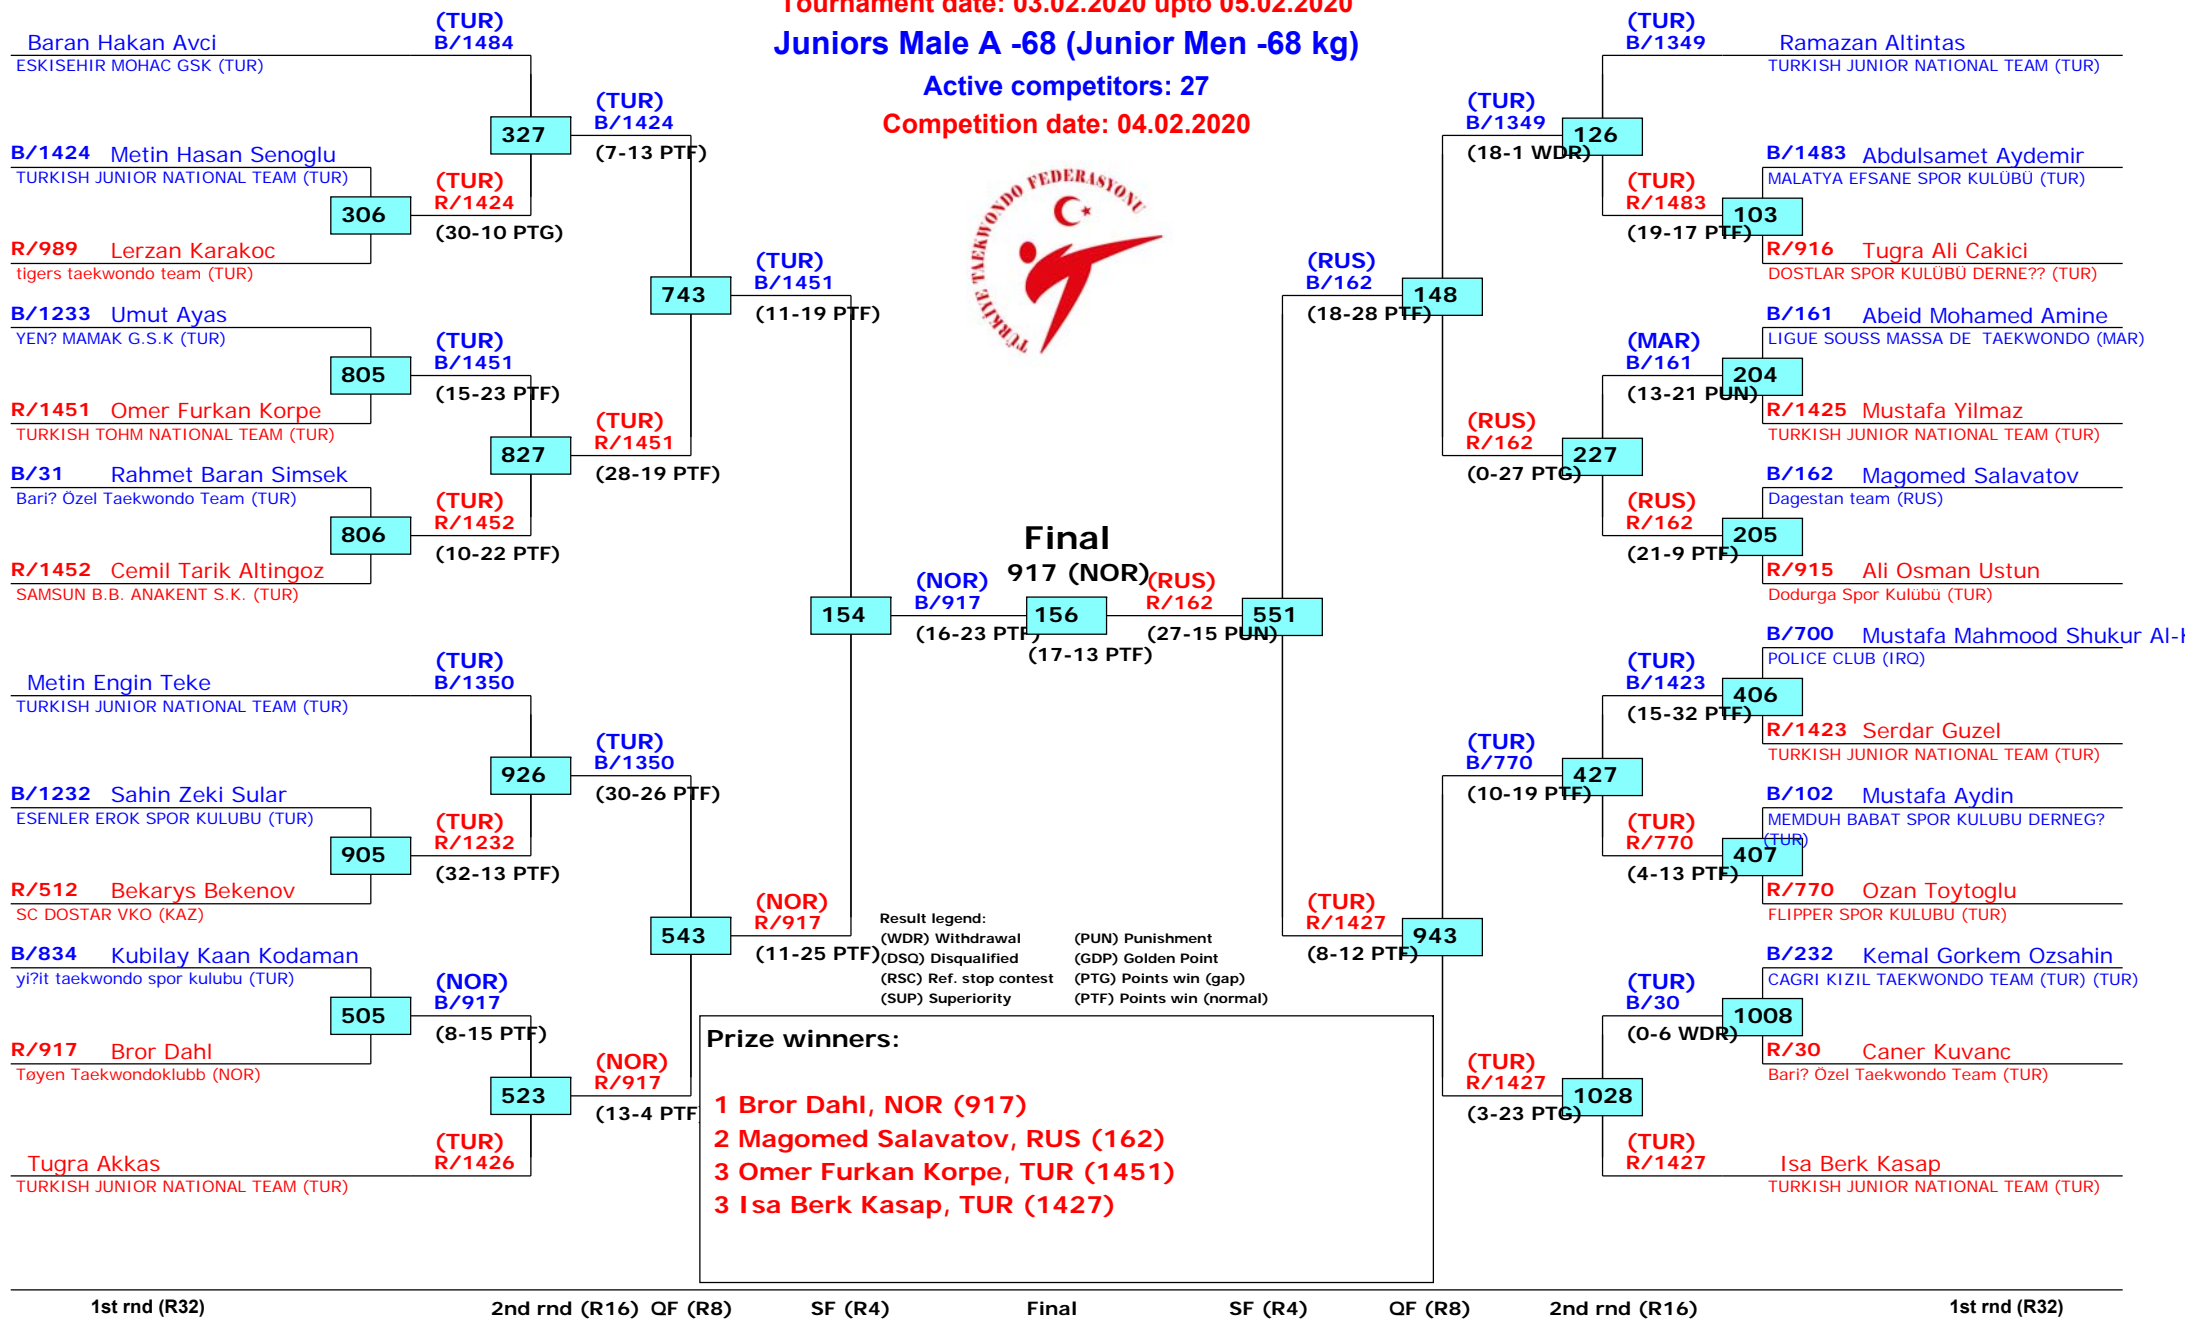 Tournament date: 03.02.2020 upto 05.02.2020
Juniors Male A -68 (Junior Men -68 kg)
Active competitors: 27
Competition date: 04.02.2020
TÜRKİYE TAEKWONDO FEDERASYONU
Baran Hakan Avci
ESKISEHIR MOHAC GSK (TUR)
(TUR)
B/1484
B/1424 Metin Hasan Senoglu
TURKISH JUNIOR NATIONAL TEAM (TUR)
306
R/989 Lerzan Karakoc
tigers taekwondo team (TUR)
(TUR)
R/1424
(30-10 PTG)
327
(TUR)
B/1424
(7-13 PTF)
B/1233 Umut Ayas
YEN? MAMAK G.S.K (TUR)
805
R/1451 Omer Furkan Korpe
TURKISH TOHM NATIONAL TEAM (TUR)
(TUR)
B/1451
(15-23 PTF)
B/31 Rahmet Baran Simsek
Bari? Özel Taekwondo Team (TUR)
806
R/1452 Cemil Tarik Altingoz
SAMSUN B.B. ANAKENT S.K. (TUR)
(TUR)
R/1452
(10-22 PTF)
827
(TUR)
R/1451
(28-19 PTF)
743
(TUR)
B/1451
(11-19 PTF)
Metin Engin Teke
TURKISH JUNIOR NATIONAL TEAM (TUR)
(TUR)
B/1350
B/1232 Sahin Zeki Sular
ESENLER EROK SPOR KULUBU (TUR)
905
R/512 Bekarys Bekenov
SC DOSTAR VKO (KAZ)
(TUR)
R/1232
(32-13 PTF)
926
(TUR)
B/1350
(30-26 PTF)
B/834 Kubilay Kaan Kodaman
yi?it taekwondo spor kulubu (TUR)
505
R/917 Bror Dahl
Tøyen Taekwondoklubb (NOR)
(NOR)
B/917
(8-15 PTF)
523
Tugra Akkas
TURKISH JUNIOR NATIONAL TEAM (TUR)
(TUR)
R/1426
(NOR)
R/917
(13-4 PTF
543
(NOR)
R/917
(11-25 PTF)
154
(NOR)
B/917
(16-23 PTF)
Final
917 (NOR)
156
(17-13 PTF)
(RUS)
R/162
(27-15 PUN)
551
(RUS)
B/162
(18-28 PTF)
148
(TUR)
B/1349
(18-1 WDR)
126
(TUR)
B/1349
Ramazan Altintas
TURKISH JUNIOR NATIONAL TEAM (TUR)
B/1483 Abdulsamet Aydemir
MALATYA EFSANE SPOR KULÜBÜ (TUR)
(TUR)
R/1483
(19-17 PTF)
103
R/916 Tugra Ali Cakici
DOSTLAR SPOR KULÜBÜ DERNE?? (TUR)
B/161 Abeid Mohamed Amine
LIGUE SOUSS MASSA DE TAEKWONDO (MAR)
(MAR)
B/161
(13-21 PUN)
204
R/1425 Mustafa Yilmaz
TURKISH JUNIOR NATIONAL TEAM (TUR)
(RUS)
R/162
(0-27 PTG)
227
B/162 Magomed Salavatov
Dagestan team (RUS)
(RUS)
R/162
(21-9 PTF)
205
R/915 Ali Osman Ustun
Dodurga Spor Kulübü (TUR)
B/700 Mustafa Mahmood Shukur
POLICE CLUB (IRQ)
(TUR)
B/1423
(15-32 PTF)
406
R/1423 Serdar Guzel
TURKISH JUNIOR NATIONAL TEAM (TUR)
(TUR)
B/770
(10-19 PTF)
427
B/102 Mustafa Aydin
MEMDUH BABAT SPOR KULUBU DERNEG?
(TUR)
(TUR)
R/770
(4-13 PTF)
407
R/770 Ozan Toytoglu
FLIPPER SPOR KULUBU (TUR)
(TUR)
R/1427
(8-12 PTF)
943
B/232 Kemal Gorkem Ozsahin
CAGRI KIZIL TAEKWONDO TEAM (TUR) (TUR)
(TUR)
B/30
(0-6 WDR)
1008
R/30 Caner Kuvanc
Bari? Özel Taekwondo Team (TUR)
(TUR)
R/1427
(3-23 PTG)
1028
(TUR)
R/1427
Isa Berk Kasap
TURKISH JUNIOR NATIONAL TEAM (TUR)
Result legend:
(WDR) Withdrawal (PUN) Punishment
(DSQ) Disqualified (GDP) Golden Point
(RSC) Ref. stop contest (PTG) Points win (gap)
(SUP) Superiority (PTF) Points win (normal)
Prize winners:
1 Bror Dahl, NOR (917)
2 Magomed Salavatov, RUS (162)
3 Omer Furkan Korpe, TUR (1451)
3 Isa Berk Kasap, TUR (1427)
1st rnd (R32) 2nd rnd (R16) QF (R8) SF (R4) Final SF (R4) QF (R8) 2nd rnd (R16) 1st rnd (R32)